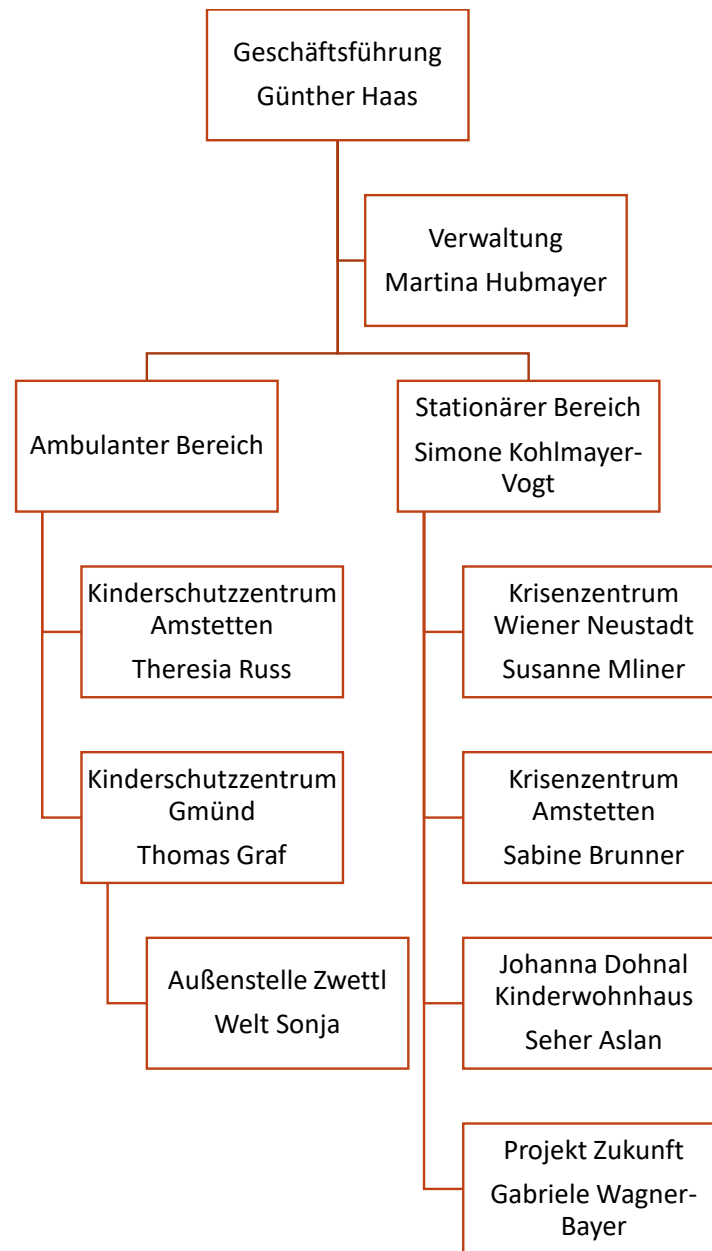 Geschäftsführung
Günther Haas
Verwaltung
Martina Hubmayer
Ambulanter Bereich
Kinderschutzzentrum
Amstetten
Theresia Russ
Kinderschutzzentrum
Gmünd
Thomas Graf
Außenstelle Zwettl
Welt Sonja
Stationärer Bereich
Simone Kohlmayer-
Vogt
Krisenzentrum
Wiener Neustadt
Susanne Mliner
Krisenzentrum
Amstetten
Sabine Brunner
Johanna Dohnal
Kinderwohnhaus
Seher Aslan
Projekt Zukunft
Gabriele Wagner-
Bayer